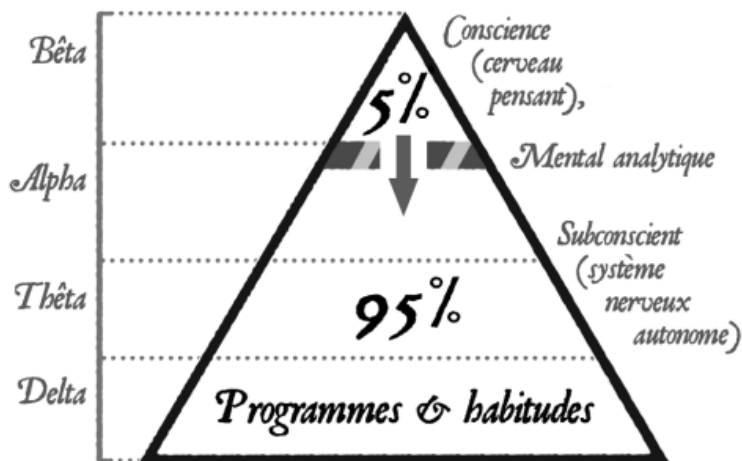 Bêta
Conscience
(cerveau
pensant),
5%
Mental analytique
Alpha
Subconscient
(système
nerveux
autonome)
Thêta
95%
Delta
Programmes & habitudes